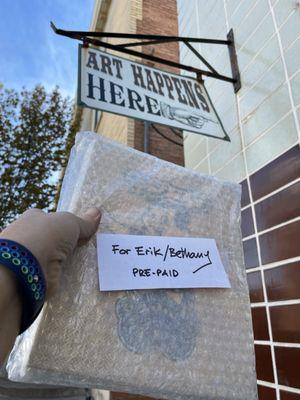 ART HAPPENS
HERE
For Erik/Bethany
PRE-PAID